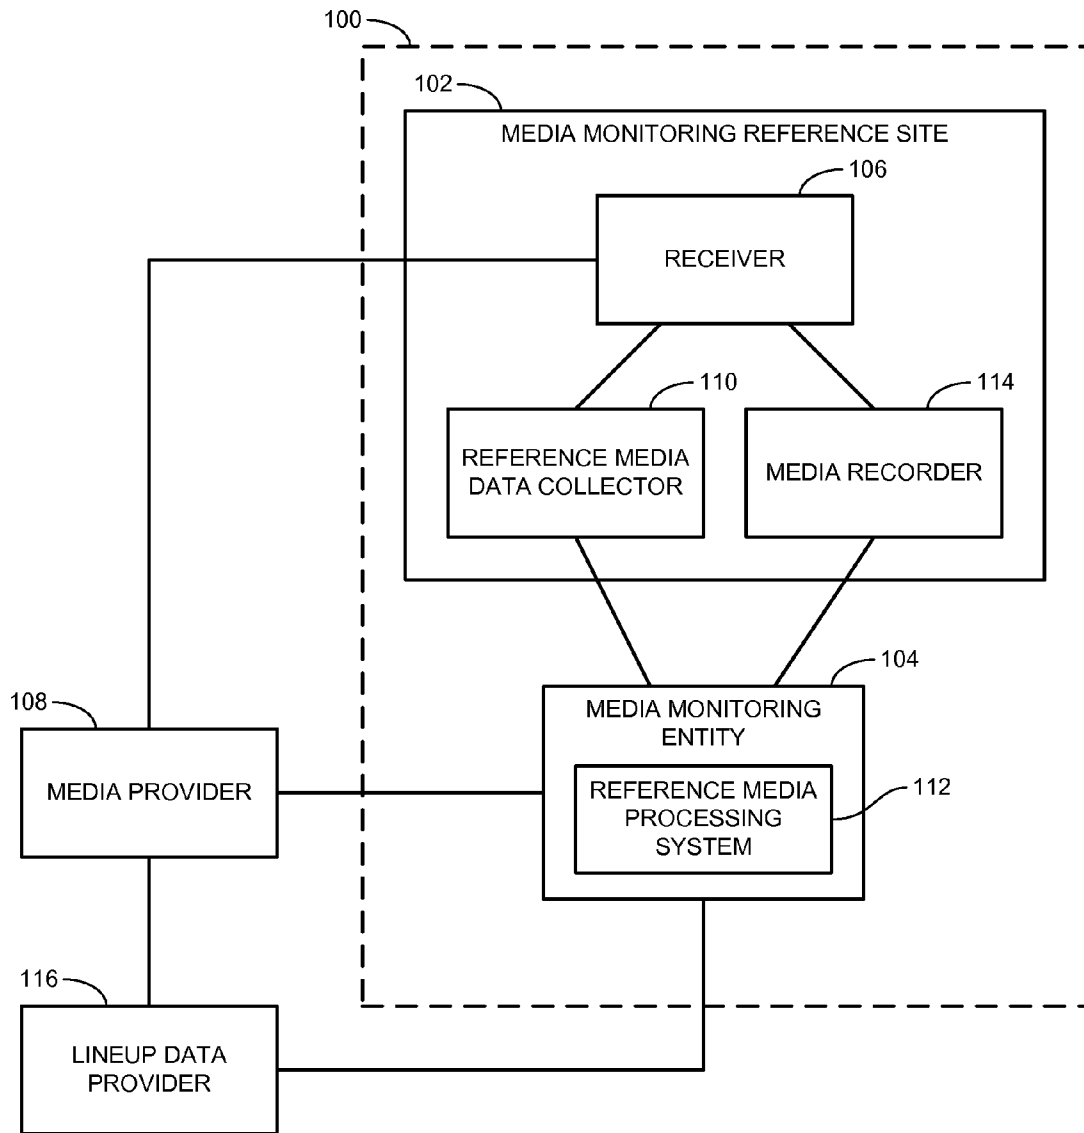 100
102
MEDIA MONITORING REFERENCE SITE
106
RECEIVER
110
114
REFERENCE MEDIA
DATA COLLECTOR
MEDIA RECORDER
104
108
MEDIA MONITORING
ENTITY
MEDIA PROVIDER
REFERENCE MEDIA
PROCESSING
SYSTEM
112
116
LINEUP DATA
PROVIDER